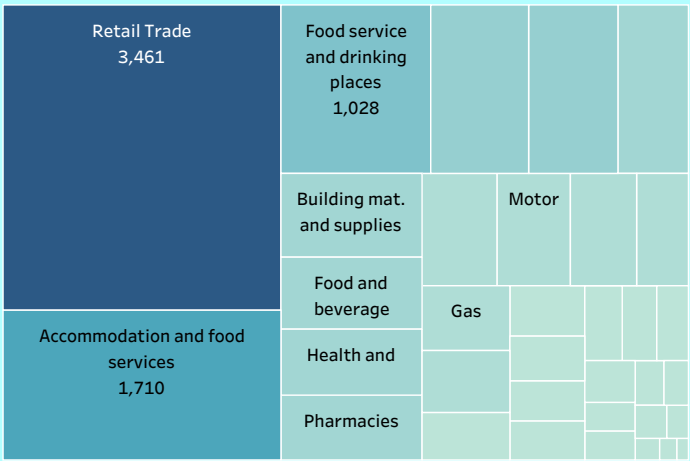 Retail Trade
3,461
Food service
and drinking
places
1,028
Building mat.
and supplies
Motor
Food and
beverage
Gas
Accommodation and food
services
1,710
Health and
Pharmacies